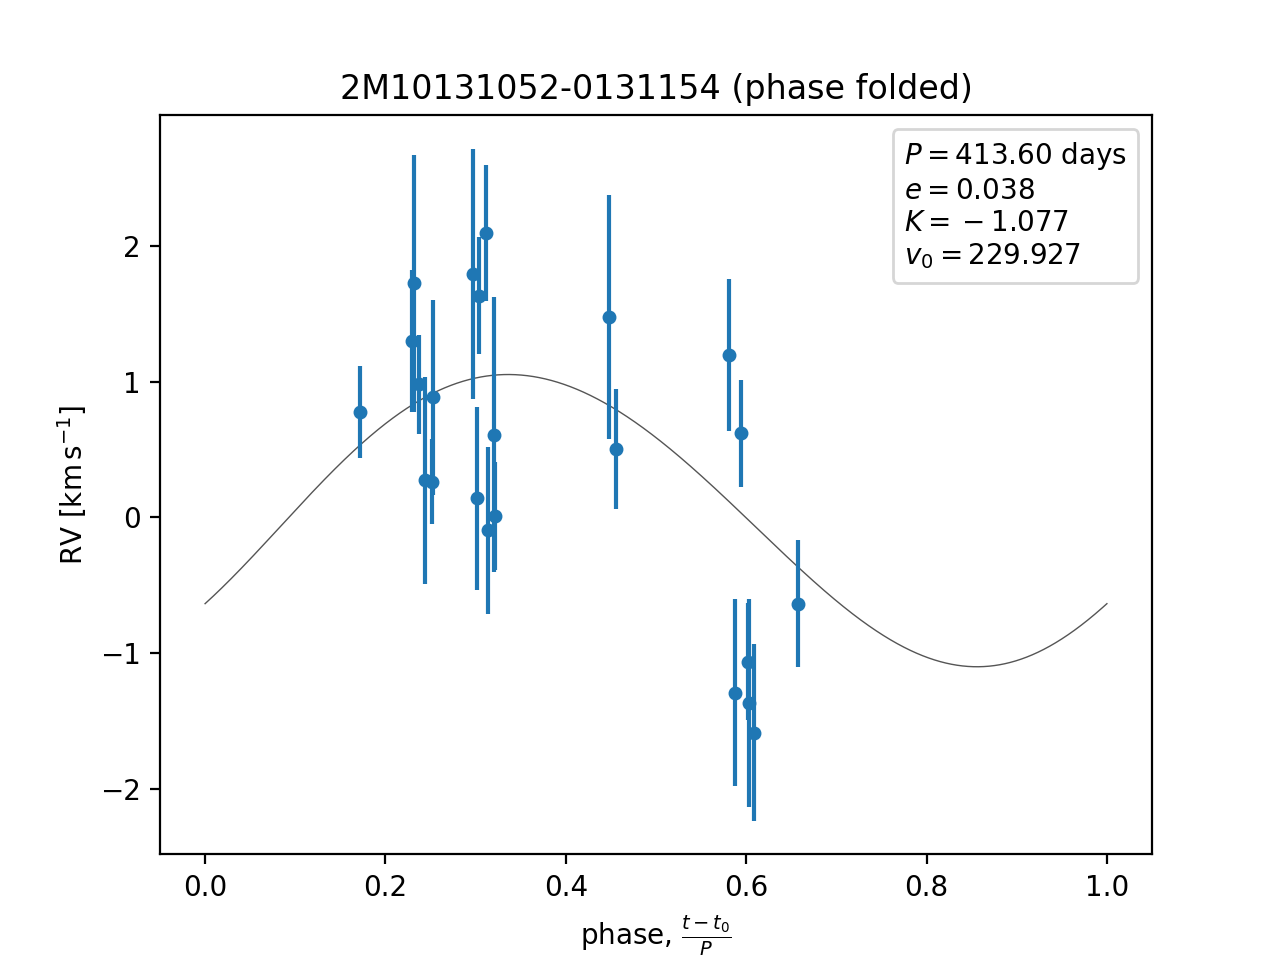 2M10131052-0131154 (phase folded)
P = 413.60 days
e = 0.038
K = −1.077
v₀ = 229.927
2
1
0
−1
−2
RV [km s⁻¹]
0.0 0.2 0.4 0.6 0.8 1.0
phase, (t − t₀)/P